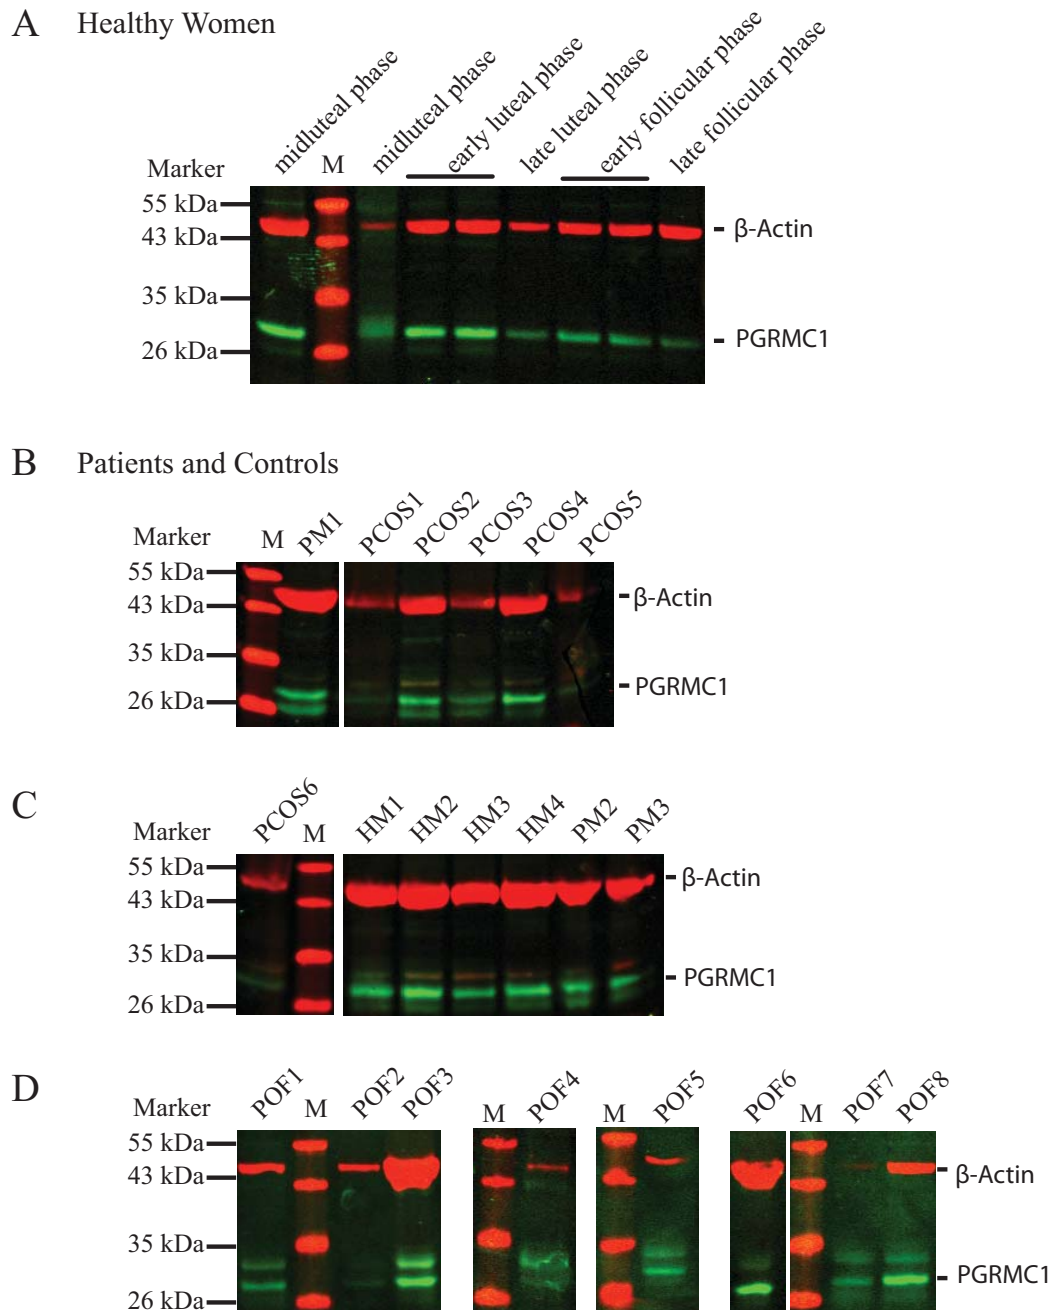 A Healthy Women
midluteal phase
midluteal phase
early luteal phase
late luteal phase
early follicular phase
late follicular phase
Marker M
55 kDa
43 kDa
35 kDa
26 kDa
β-Actin
PGRMC1
B Patients and Controls
Marker M PM1 PCOS1 PCOS2 PCOS3 PCOS4 PCOS5
55 kDa
43 kDa
35 kDa
26 kDa
β-Actin
PGRMC1
C
Marker PCOS6 M HM1 HM2 HM3 HM4 PM2 PM3
55 kDa
43 kDa
35 kDa
26 kDa
β-Actin
PGRMC1
D
Marker POF1 M POF2 POF3 M POF4 M POF5 POF6 M POF7 POF8
55 kDa
43 kDa
35 kDa
26 kDa
β-Actin
PGRMC1